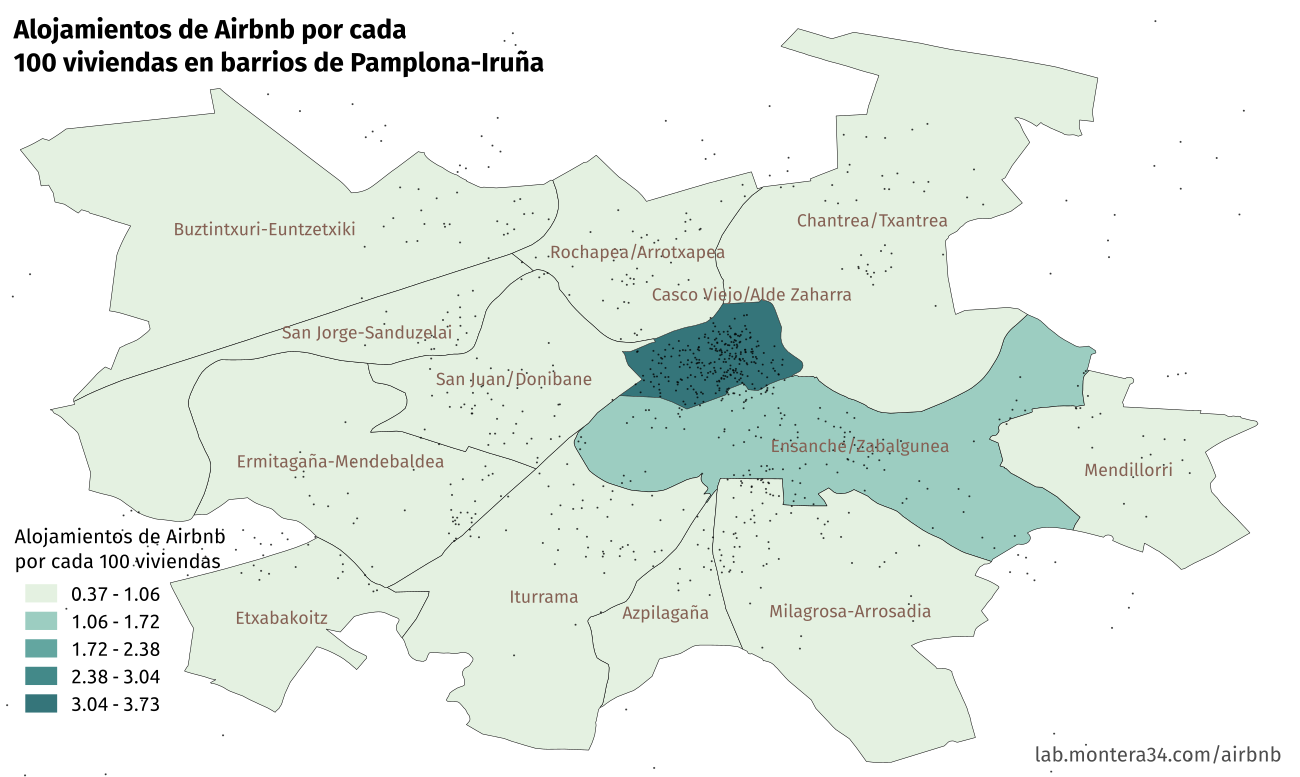 Alojamientos de Airbnb por cada
100 viviendas en barrios de Pamplona-Iruña
Buztintxuri-Euntzetxiki
Chantrea/Txantrea
Rochapea/Arrotxapea
Casco Viejo/Alde Zaharra
San Jorge-Sanduzelai
San Juan/Donibane
Ensanche/Zabalgunea
Ermitagaña-Mendebaldea
Mendillorri
Iturrama
Azpilagaña
Milagrosa-Arrosadia
Etxabakoitz
Alojamientos de Airbnb
por cada 100 viviendas
0.37 - 1.06
1.06 - 1.72
1.72 - 2.38
2.38 - 3.04
3.04 - 3.73
lab.montera34.com/airbnb